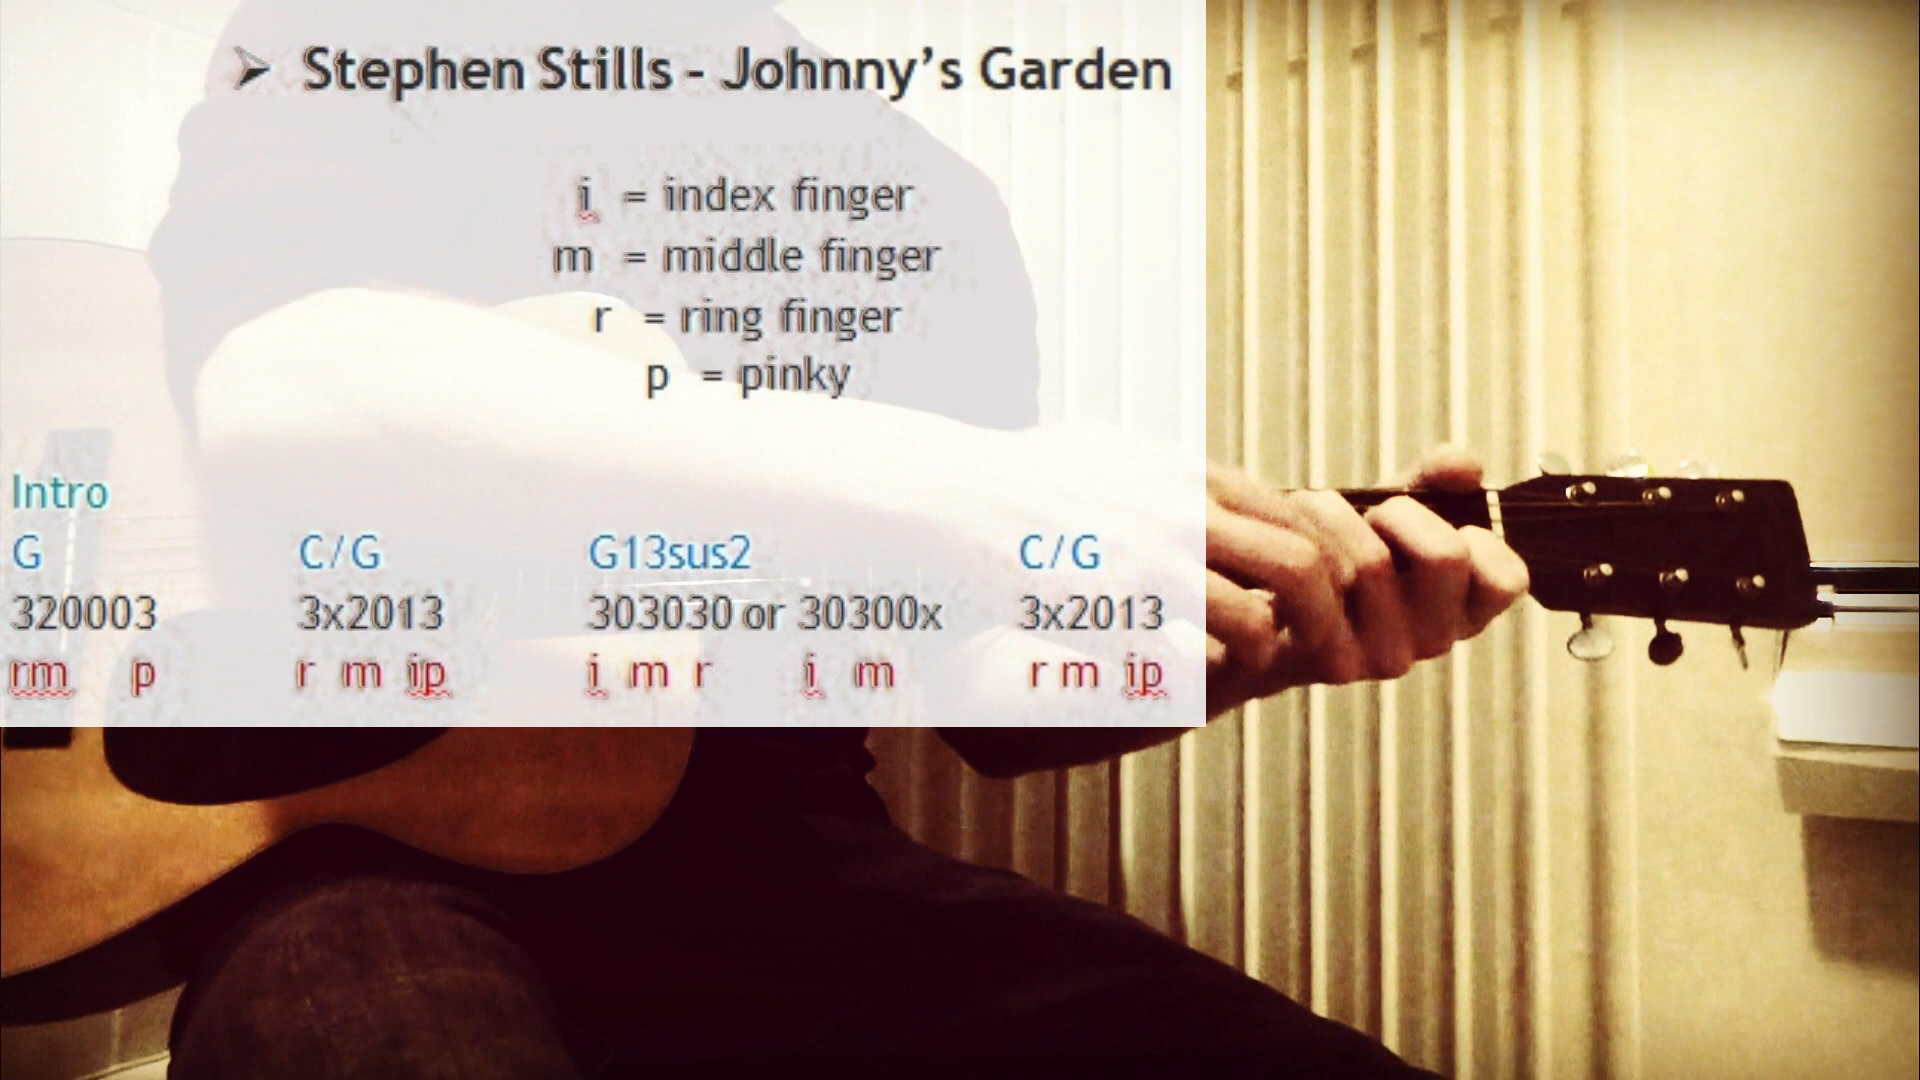 ➢ Stephen Stills - Johnny’s Garden
i = index finger
m = middle finger
r = ring finger
p = pinky
Intro
G C/G G13sus2 C/G
320003 3x2013 303030 or 30300x 3x2013
rm p r m ip i m r i m r m ip